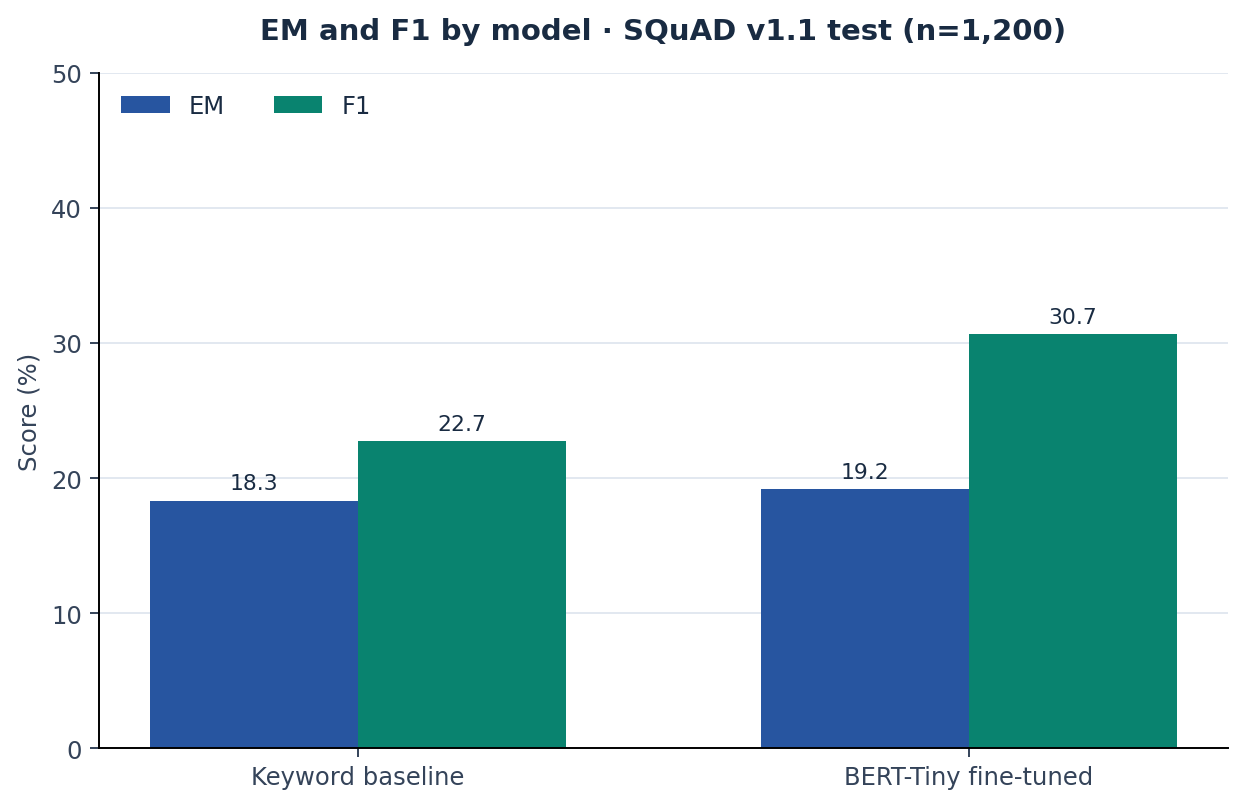 EM and F1 by model · SQuAD v1.1 test (n=1,200)
EM F1
Score (%)
50
40
30
20
10
0
18.3
22.7
19.2
30.7
Keyword baseline
BERT-Tiny fine-tuned